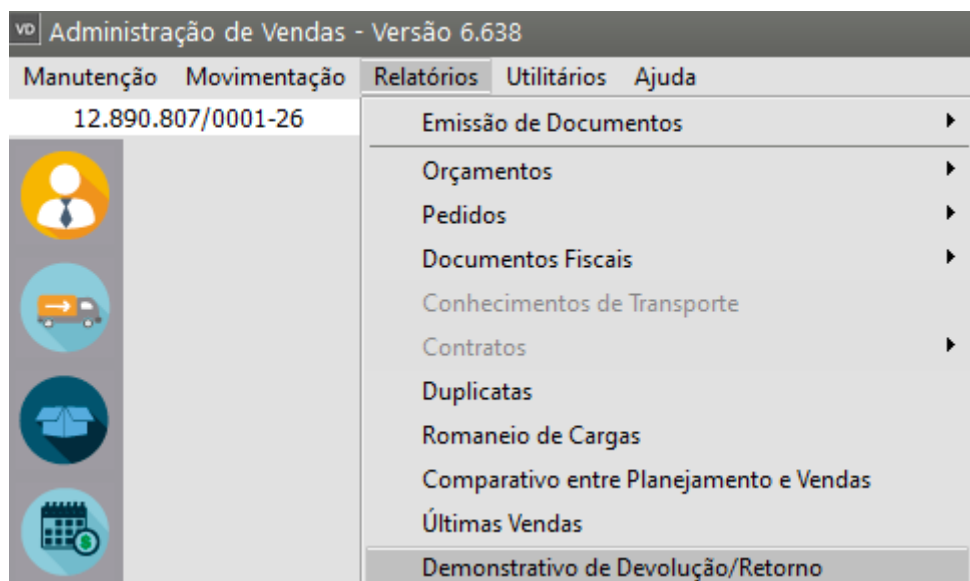 VD Administração de Vendas - Versão 6.638
Manutenção Movimentação Relatórios Utilitários Ajuda
12.890.807/0001-26
Emissão de Documentos
Orçamentos
Pedidos
Documentos Fiscais
Conhecimentos de Transporte
Contratos
Duplicatas
Romaneio de Cargas
Comparativo entre Planejamento e Vendas
Últimas Vendas
Demonstrativo de Devolução/Retorno